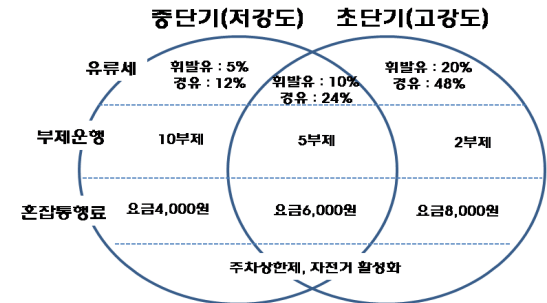 중단기(저강도) 초단기(고강도)
유류세 휘발유 : 5% 휘발유 : 10% 휘발유 : 20%
경유 : 12% 경유 : 24% 경유 : 48%
부제운행 10부제 5부제 2부제
혼잡통행료 요금4,000원 요금6,000원 요금8,000원
주차상한제, 자전거 활성화